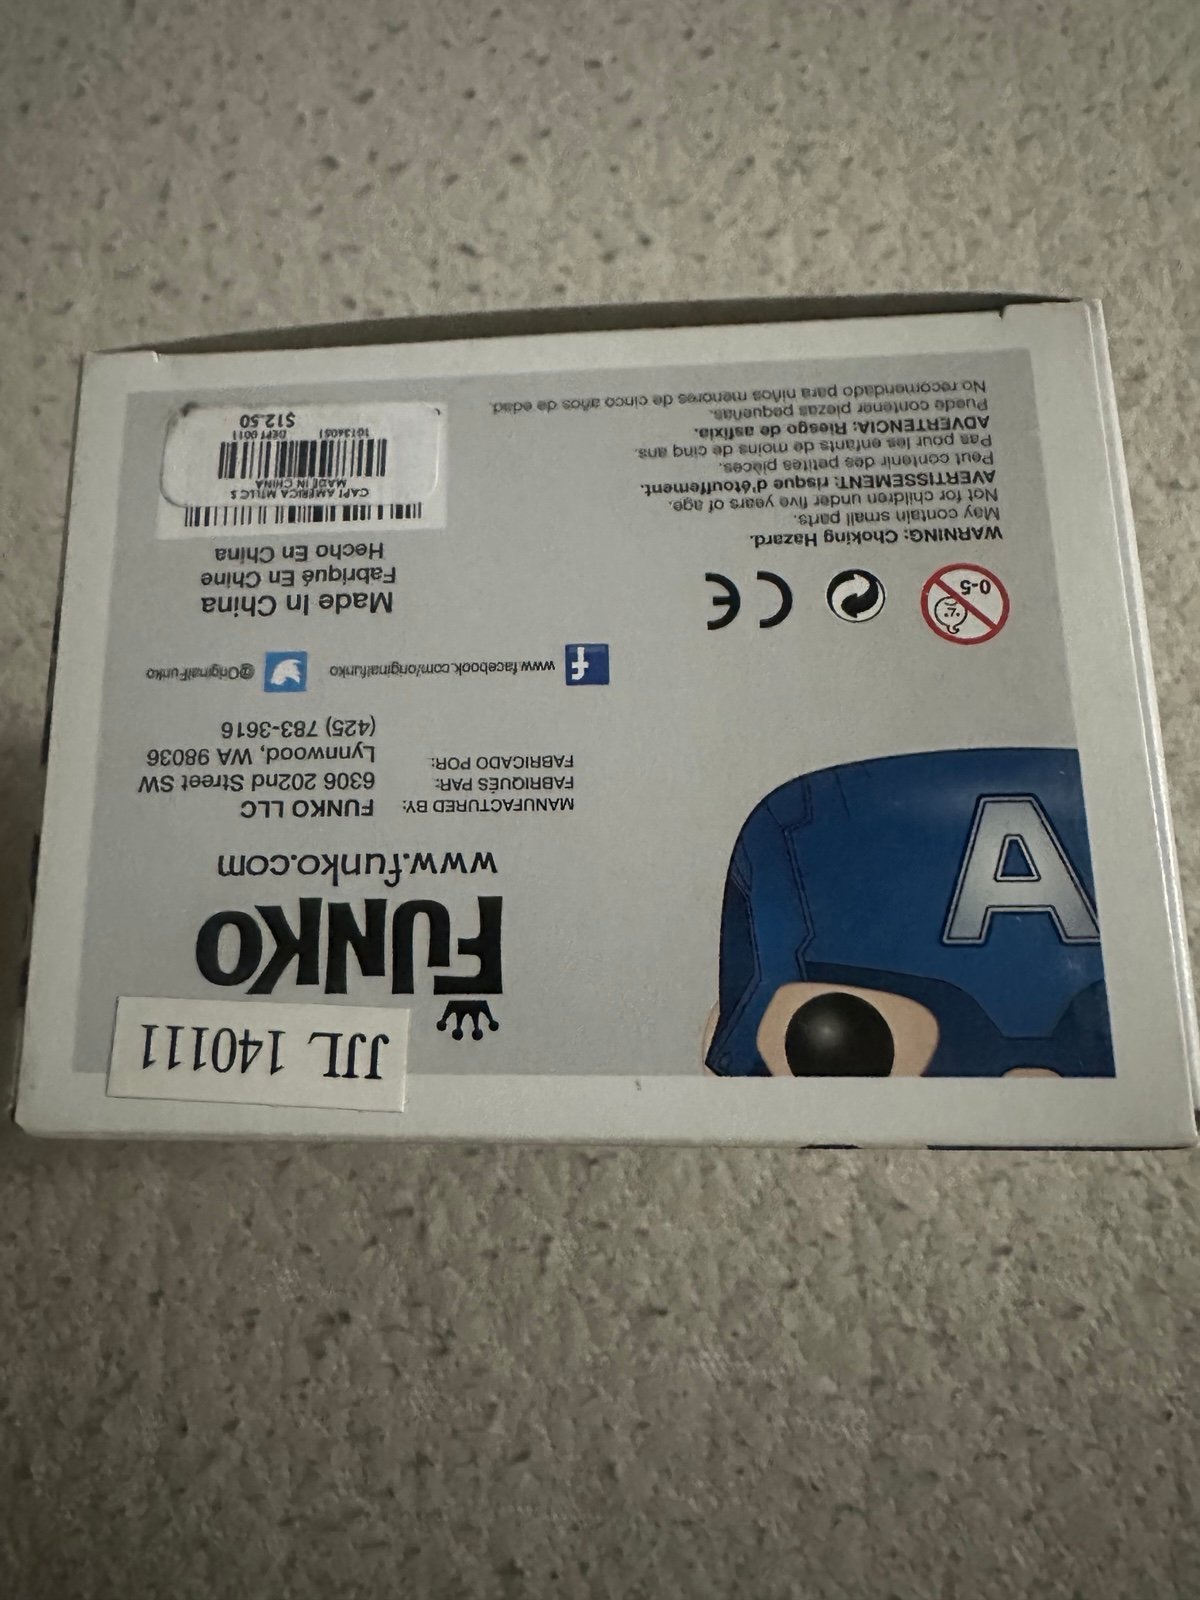 JJL 140111
FUNKO
www.funko.com
MANUFACTURED BY:
FABRIQUÉS PAR:
FABRICADO POR:
FUNKO LLC
6306 202nd Street SW
Lynnwood, WA 98036
(425) 783-3616
f
www.facebook.com/originalfunko
@OriginalFunko
Made In China
Fabriqué En Chine
Hecho En China
MADE IN CHINA
10134051 DEPT 0011
$12.50
A
0-5
CE
WARNING: Choking Hazard.
May contain small parts.
Not for children under five years of age.
AVERTISSEMENT: risque d'étouffement.
Peut contenir des petites pièces.
Pas pour les enfants de moins de cinq ans.
ADVERTENCIA: Riesgo de asfixia.
Puede contener piezas pequeñas.
No recomendado para niños menores de cinco años de edad.